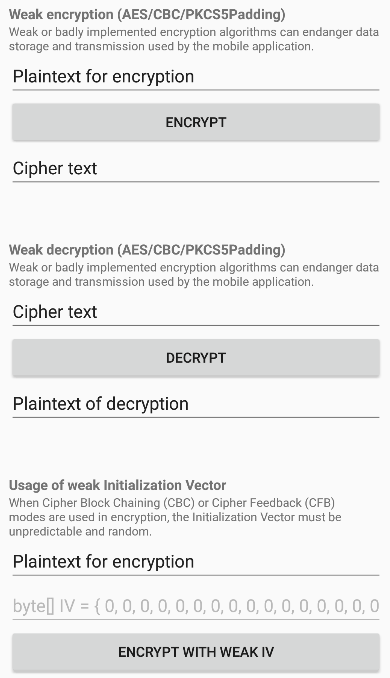 Weak encryption (AES/CBC/PKCS5Padding)
Weak or badly implemented encryption algorithms can endanger data
storage and transmission used by the mobile application.
Plaintext for encryption
ENCRYPT
Cipher text
Weak decryption (AES/CBC/PKCS5Padding)
Weak or badly implemented encryption algorithms can endanger data
storage and transmission used by the mobile application.
Cipher text
DECRYPT
Plaintext of decryption
Usage of weak Initialization Vector
When Cipher Block Chaining (CBC) or Cipher Feedback (CFB)
modes are used in encryption, the Initialization Vector must be
unpredictable and random.
Plaintext for encryption
byte[] IV = { 0, 0, 0, 0, 0, 0, 0, 0, 0, 0, 0, 0, 0, 0, 0, 0
ENCRYPT WITH WEAK IV